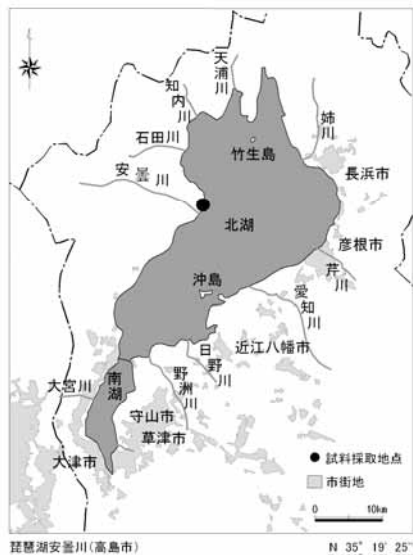 天浦川
知内川
石田川
姉川
竹生島
長浜市
安曇川
北湖
彦根市
芹川
沖島
愛知川
近江八幡市
日野川
大宮川
南湖
野洲川
守山市
草津市
大津市
● 試料採取地点
市街地
0 10km
琵琶湖安曇川(高島市)
N 35° 19′ 25″